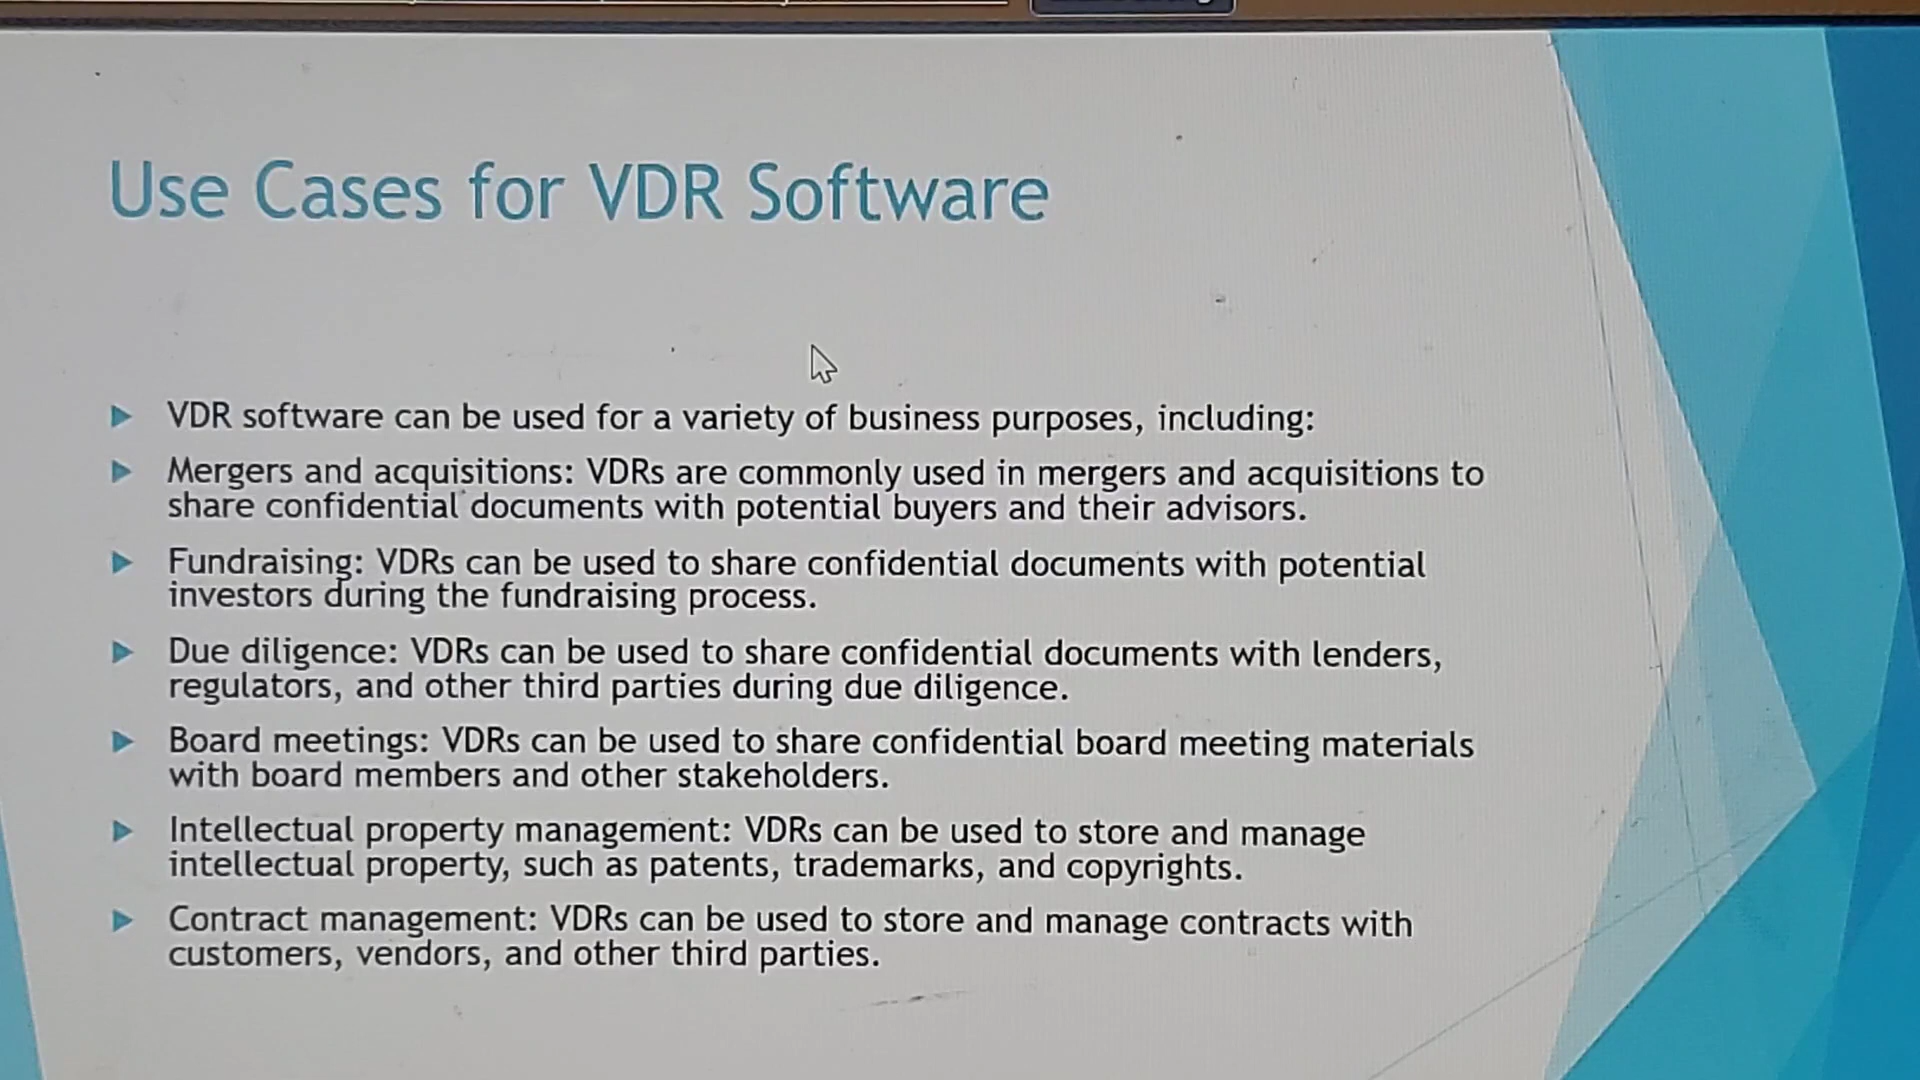 Use Cases for VDR Software
VDR software can be used for a variety of business purposes, including:
Mergers and acquisitions: VDRs are commonly used in mergers and acquisitions to
share confidential documents with potential buyers and their advisors.
Fundraising: VDRs can be used to share confidential documents with potential
investors during the fundraising process.
Due diligence: VDRs can be used to share confidential documents with lenders,
regulators, and other third parties during due diligence.
Board meetings: VDRs can be used to share confidential board meeting materials
with board members and other stakeholders.
Intellectual property management: VDRs can be used to store and manage
intellectual property, such as patents, trademarks, and copyrights.
Contract management: VDRs can be used to store and manage contracts with
customers, vendors, and other third parties.